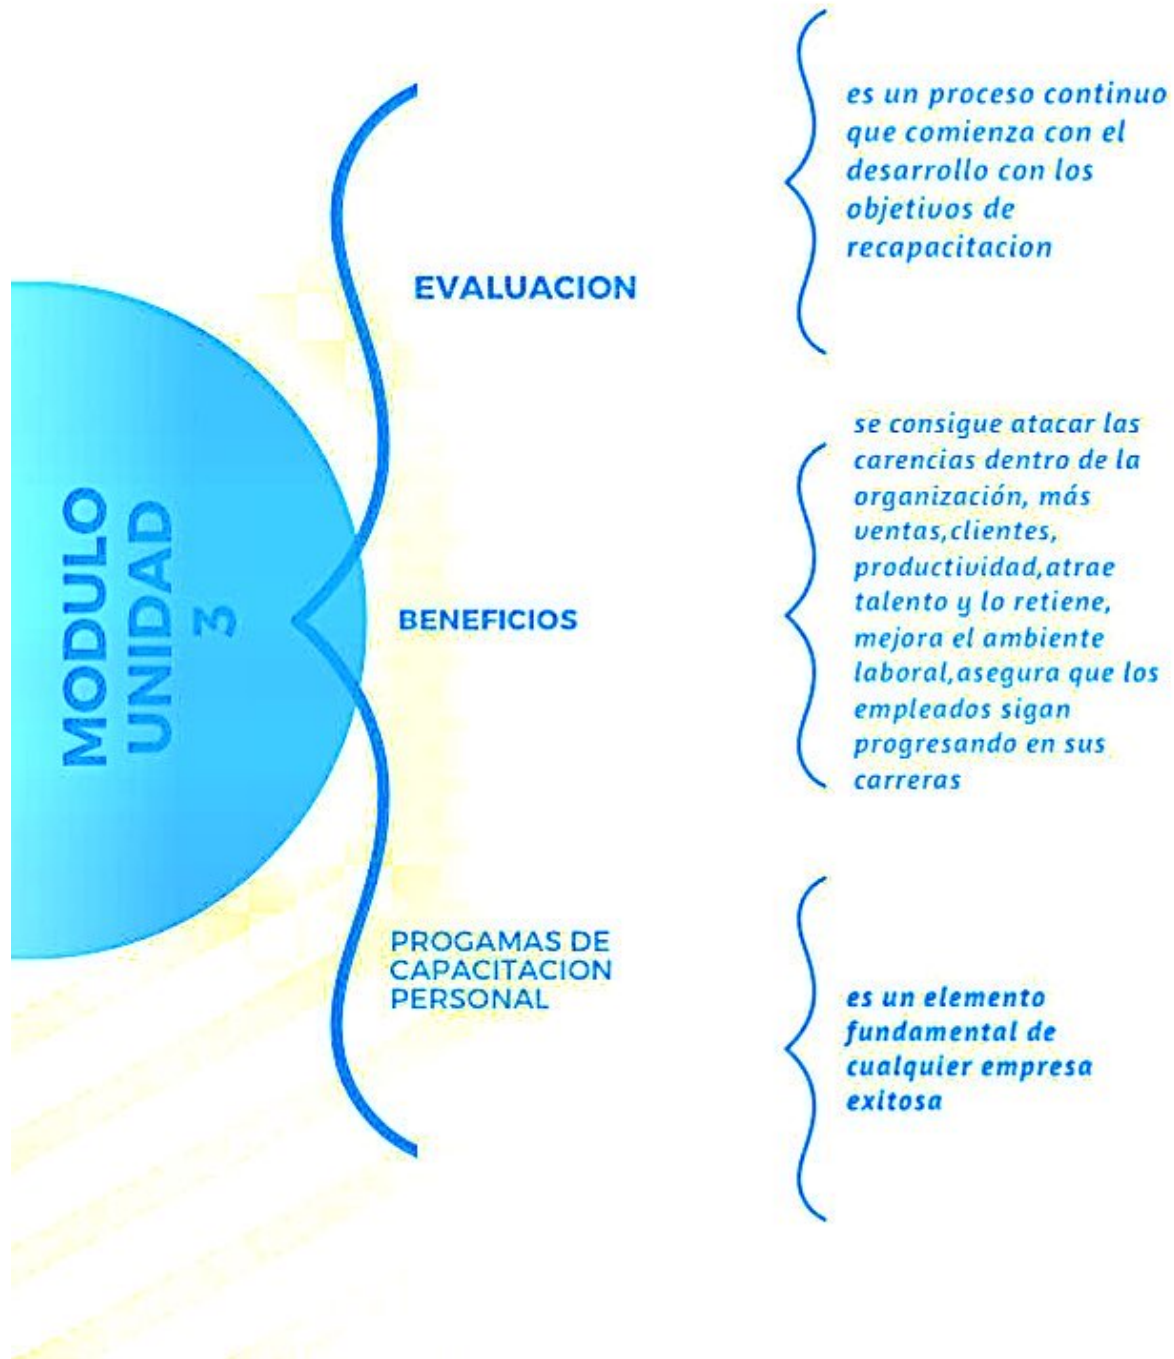 MODULO
UNIDAD
3
EVALUACION
es un proceso continuo
que comienza con el
desarrollo con los
objetivos de
recapacitacion
BENEFICIOS
se consigue atacar las
carencias dentro de la
organización, más
ventas,clientes,
productividad,atrae
talento y lo retiene,
mejora el ambiente
laboral,asegura que los
empleados sigan
progresando en sus
carreras
PROGAMAS DE
CAPACITACION
PERSONAL
es un elemento
fundamental de
cualquier empresa
exitosa